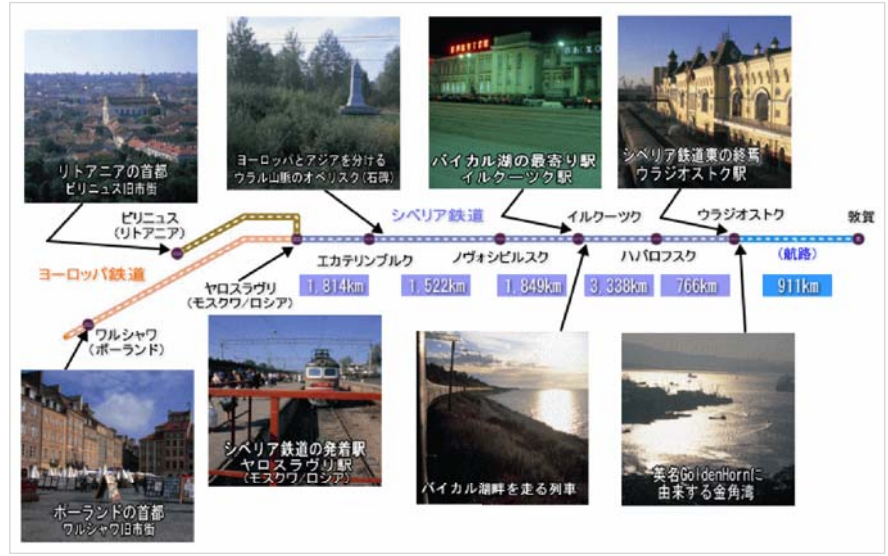 リトアニアの首都
ビリニュス旧市街
ヨーロッパとアジアを分ける
ウラル山脈のオベリスク(石碑)
バイカル湖の最寄り駅
イルクーツク駅
シベリア鉄道東の終焉
ウラジオストク駅
ビリニュス
(リトアニア)
シベリア鉄道
イルクーツク
ウラジオストク
敦賀
ヨーロッパ鉄道
ヤロスラヴリ
(モスクワ/ロシア)
エカテリンブルク
ノヴォシビルスク
ハバロフスク
(航路)
1,814km
1,522km
1,849km
3,338km
766km
911km
ワルシャワ
(ポーランド)
シベリア鉄道の発着駅
ヤロスラヴリ駅
(モスクワ/ロシア)
バイカル湖畔を走る列車
英名GoldenHornに
由来する金角湾
ポーランドの首都
ワルシャワ旧市街